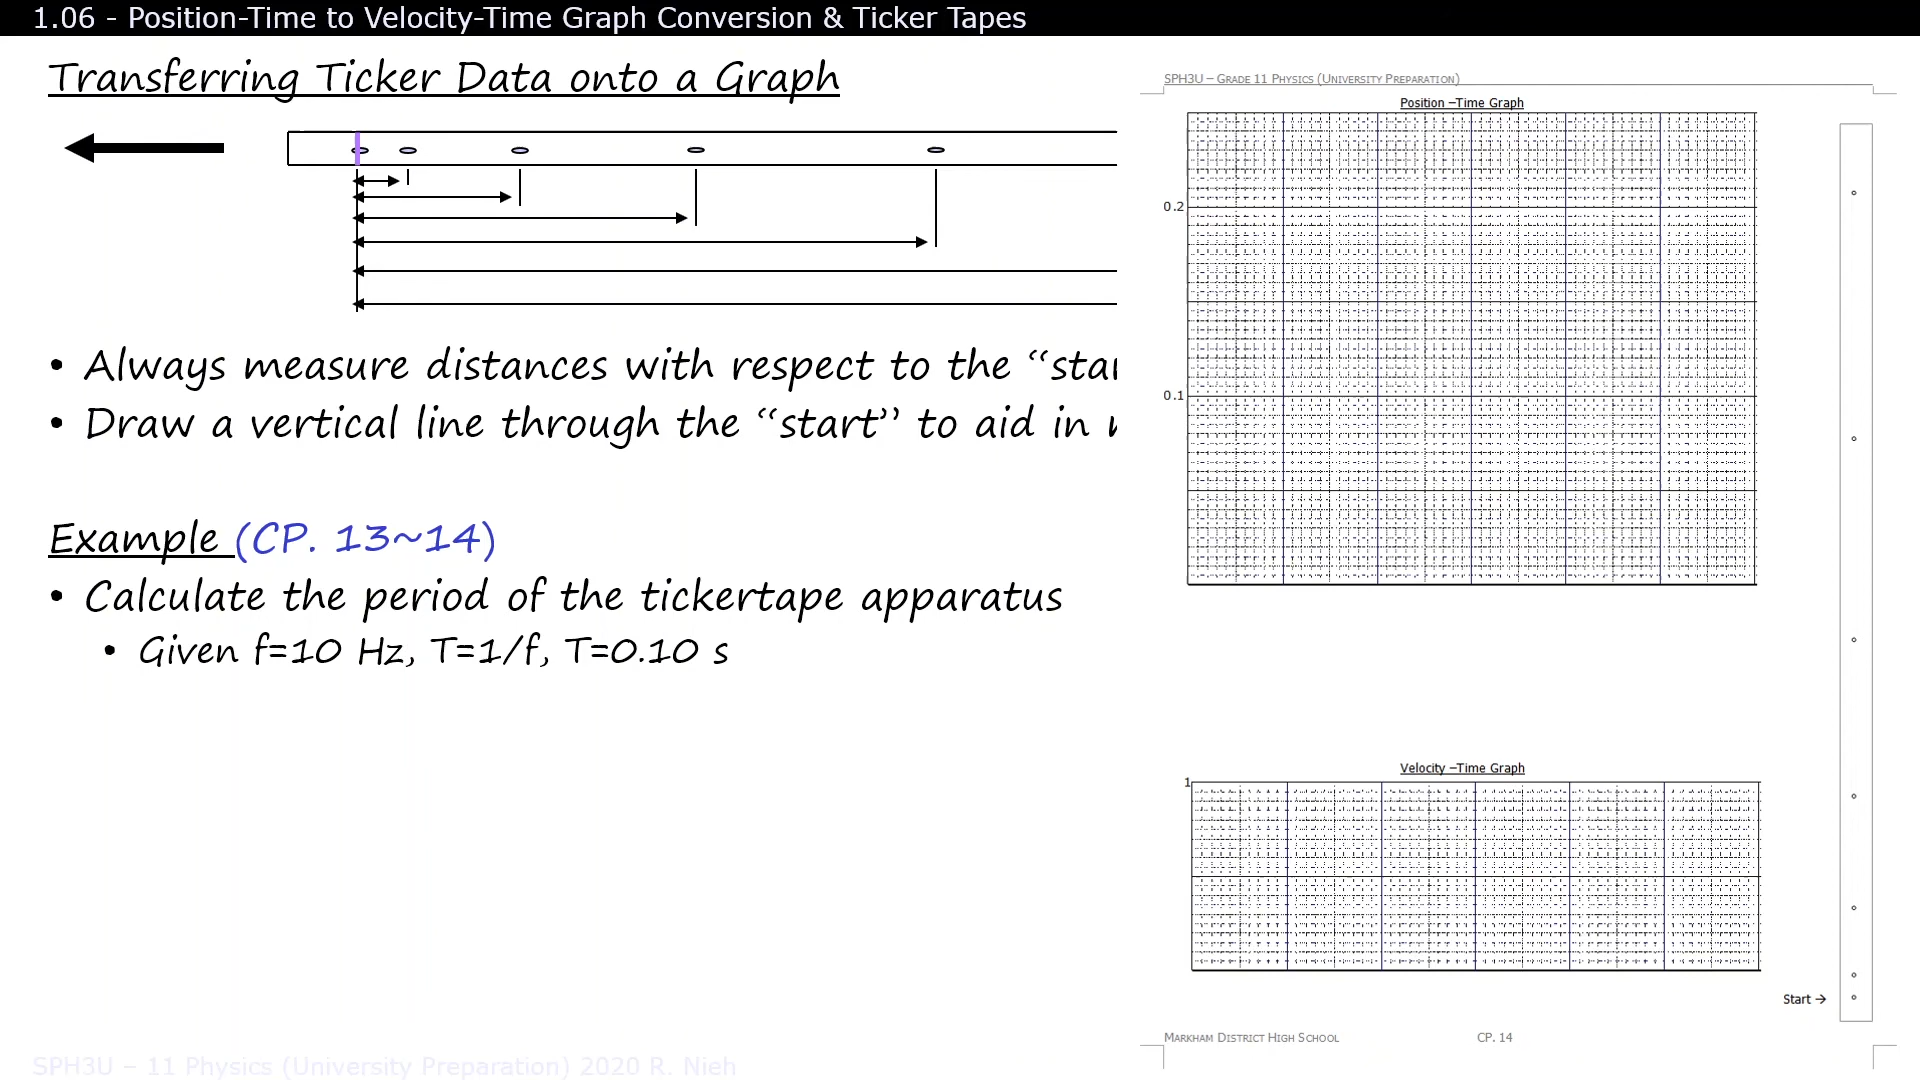 1.06 - Position-Time to Velocity-Time Graph Conversion & Ticker Tapes
Transferring Ticker Data onto a Graph
• Always measure distances with respect to the “star
• Draw a vertical line through the “start” to aid in
Example (CP. 13~14)
• Calculate the period of the tickertape apparatus
• Given f=10 Hz, T=1/f, T=0.10 s
SPH3U – 11 Physics (University Preparation) 2020 R. Nieh
SPH3U – Grade 11 Physics (University Preparation)
Position –Time Graph
0.2
0.1
Velocity –Time Graph
1
Start →
Markham District High School
CP. 14